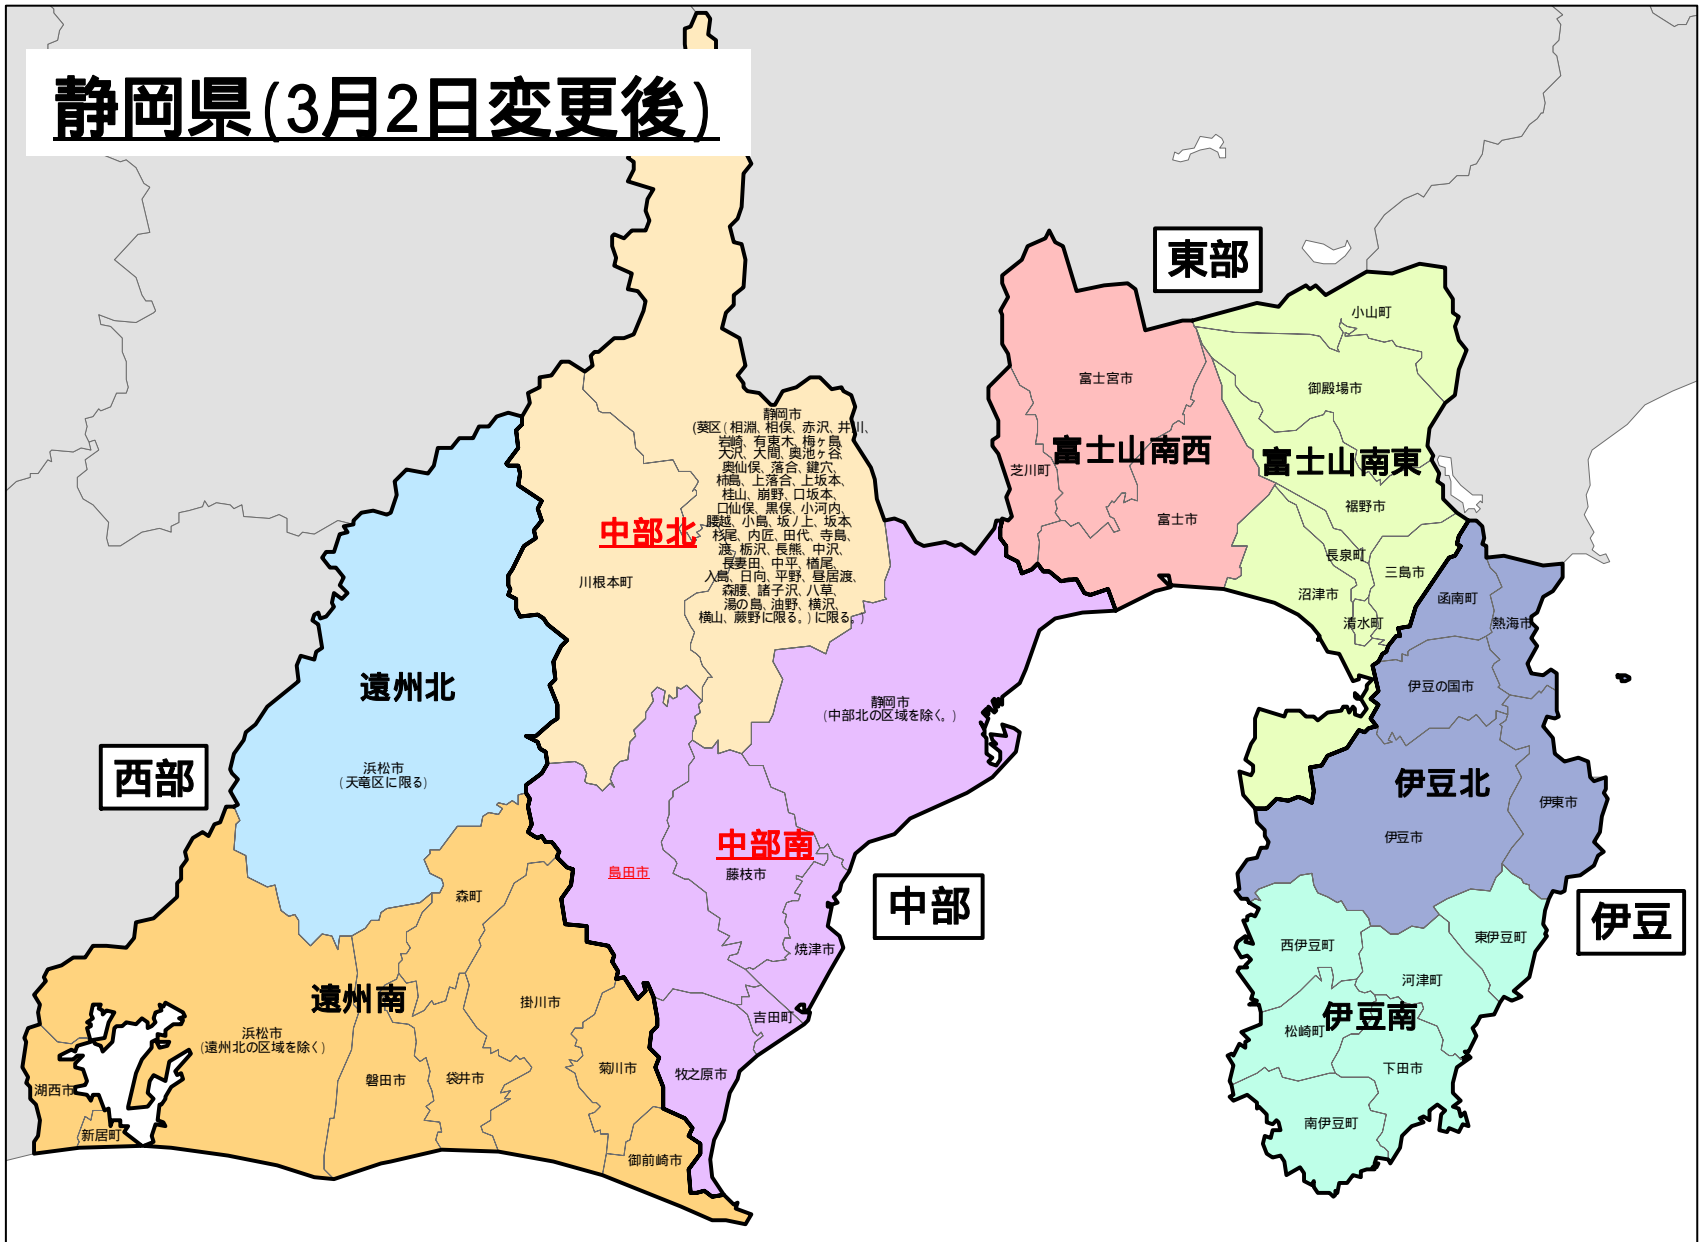 静岡県(3月2日変更後)
東部
小山町
富士宮市
御殿場市
静岡市
(葵区(相淵、相俣、赤沢、井川、
岩崎、有東木、梅ヶ島、
大沢、大間、奥池ヶ谷、
奥仙俣、落合、鍵穴、
柿島、上落合、上坂本、
桂山、崩野、口坂本、
口仙俣、黒俣、小河内、
腰越、小島、坂ノ上、坂本、
杉尾、内匠、田代、寺島、
渡、栃沢、長熊、中沢、
長妻田、中平、楢尾、
入島、日向、平野、昼居渡、
森腰、諸子沢、八草、
湯の島、油野、横沢、
横山、蕨野に限る。)に限る。)
富士山南西
富士山南東
芝川町
裾野市
富士市
中部北
長泉町
三島市
川根本町
沼津市
函南町
清水町
熱海市
遠州北
伊豆の国市
静岡市
(中部北の区域を除く。)
西部
浜松市
(天竜区に限る)
伊豆北
伊東市
伊豆市
中部南
島田市
藤枝市
森町
中部
伊豆
焼津市
西伊豆町
東伊豆町
河津町
遠州南
掛川市
吉田町
松崎町
伊豆南
浜松市
(遠州北の区域を除く)
菊川市
牧之原市
下田市
湖西市
磐田市
袋井市
南伊豆町
新居町
御前崎市